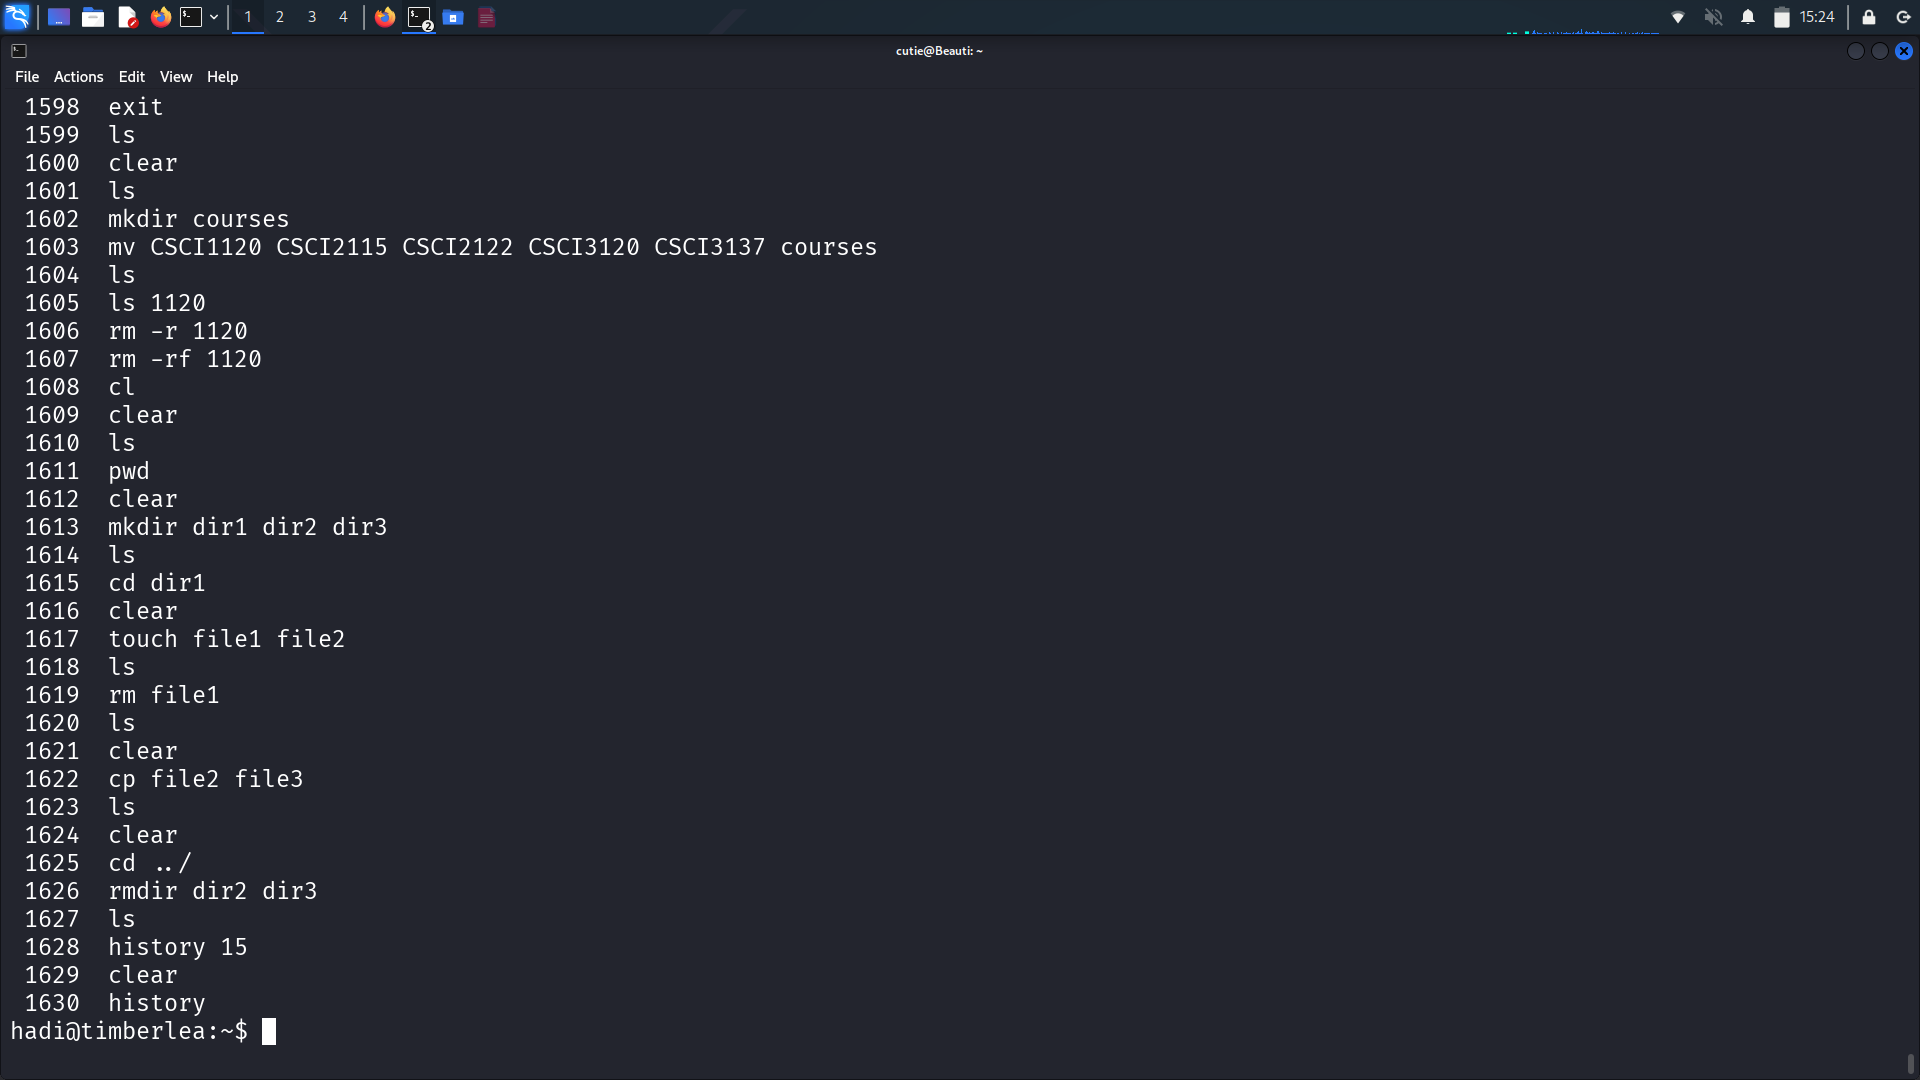 1 2 3 4 2 15:24
cutie@Beauti: ~
File Actions Edit View Help
1598 exit
1599 ls
1600 clear
1601 ls
1602 mkdir courses
1603 mv CSCI1120 CSCI2115 CSCI2122 CSCI3120 CSCI3137 courses
1604 ls
1605 ls 1120
1606 rm -r 1120
1607 rm -rf 1120
1608 cl
1609 clear
1610 ls
1611 pwd
1612 clear
1613 mkdir dir1 dir2 dir3
1614 ls
1615 cd dir1
1616 clear
1617 touch file1 file2
1618 ls
1619 rm file1
1620 ls
1621 clear
1622 cp file2 file3
1623 ls
1624 clear
1625 cd ../
1626 rmdir dir2 dir3
1627 ls
1628 history 15
1629 clear
1630 history
hadi@timberlea:~$